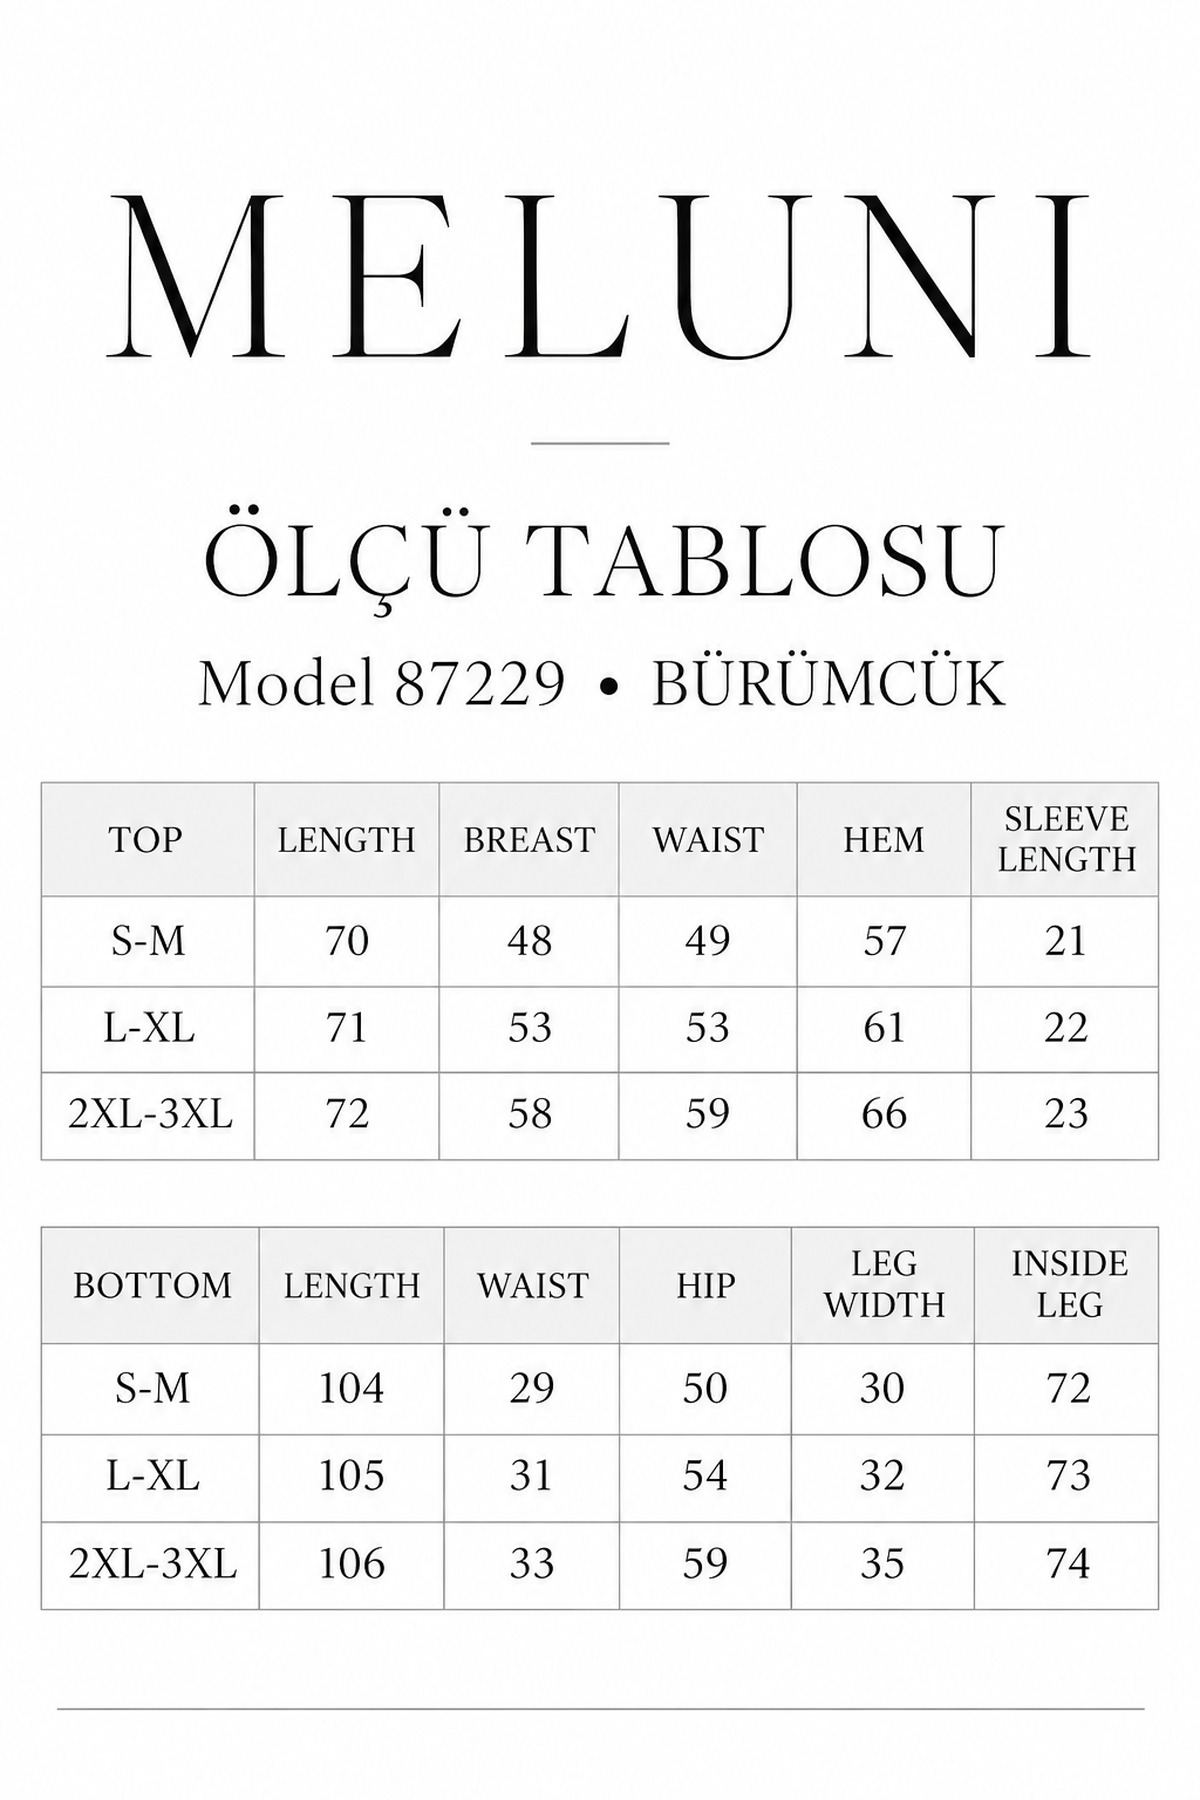 MELUNI
ÖLÇÜ TABLOSU
Model 87229 • BÜRÜMCÜK
TOP LENGTH BREAST WAIST HEM SLEEVE LENGTH
S-M 70 48 49 57 21
L-XL 71 53 53 61 22
2XL-3XL 72 58 59 66 23
BOTTOM LENGTH WAIST HIP LEG WIDTH INSIDE LEG
S-M 104 29 50 30 72
L-XL 105 31 54 32 73
2XL-3XL 106 33 59 35 74